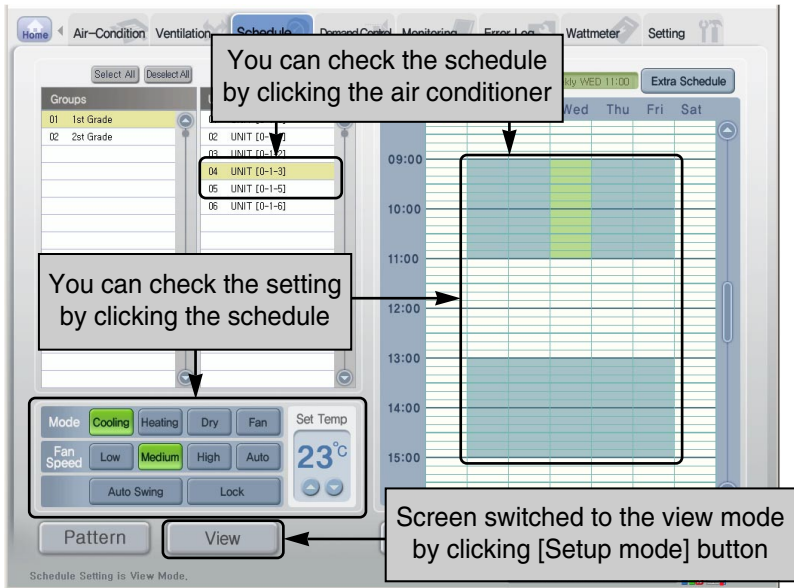 Home Air-Condition Ventilation Schedule Demand Control Monitoring Error Log Wattmeter Setting
You can check the schedule
by clicking the air conditioner
Select All Deselect All
WED 11:00 Extra Schedule
Groups
Wed Thu Fri Sat
01 1st Grade
02 2st Grade
02 UNIT
03 UNIT [0-1-2]
04 UNIT [0-1-3]
05 UNIT [0-1-5]
06 UNIT [0-1-6]
09:00
10:00
11:00
12:00
13:00
14:00
15:00
You can check the setting
by clicking the schedule
Mode Cooling Heating Dry Fan
Fan Speed Low Medium High Auto
Auto Swing Lock
Set Temp
23°C
Pattern View
Screen switched to the view mode
by clicking [Setup mode] button
Schedule Setting is View Mode.